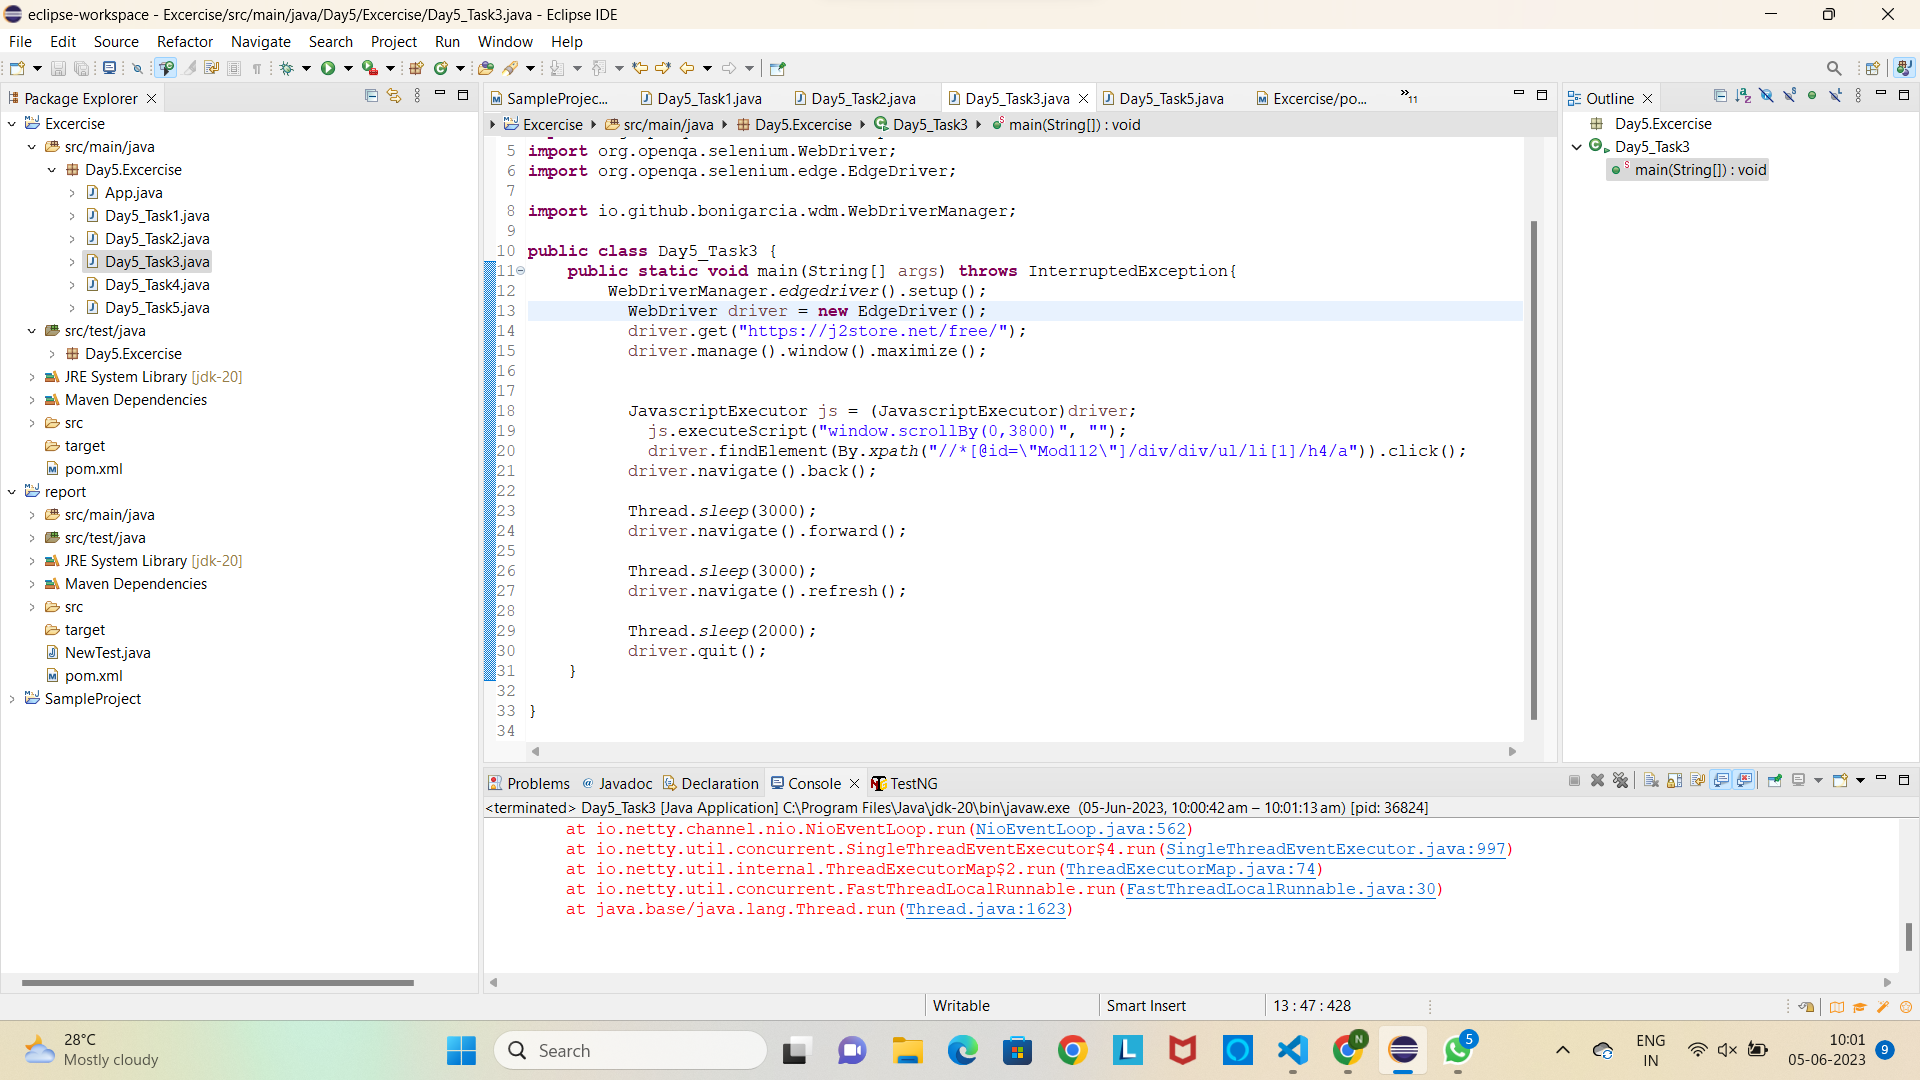 eclipse-workspace - Excercise/src/main/java/Day5/Excercise/Day5_Task3.java - Eclipse IDE
File Edit Source Refactor Navigate Search Project Run Window Help
Package Explorer
Excercise
src/main/java
Day5.Excercise
App.java
Day5_Task1.java
Day5_Task2.java
Day5_Task3.java
Day5_Task4.java
Day5_Task5.java
src/test/java
Day5.Excercise
JRE System Library [jdk-20]
Maven Dependencies
src
target
pom.xml
report
src/main/java
src/test/java
JRE System Library [jdk-20]
Maven Dependencies
src
target
NewTest.java
pom.xml
SampleProject
SampleProjec... Day5_Task1.java Day5_Task2.java Day5_Task3.java Day5_Task5.java Excercise/po... »11
Excercise src/main/java Day5.Excercise Day5_Task3 main(String[]) : void
5 import org.openqa.selenium.WebDriver;
6 import org.openqa.selenium.edge.EdgeDriver;
7
8 import io.github.bonigarcia.wdm.WebDriverManager;
9
10 public class Day5_Task3 {
11 public static void main(String[] args) throws InterruptedException{
12 WebDriverManager.edgedriver().setup();
13 WebDriver driver = new EdgeDriver();
14 driver.get("https://j2store.net/free/");
15 driver.manage().window().maximize();
16
17
18 JavascriptExecutor js = (JavascriptExecutor)driver;
19 js.executeScript("window.scrollBy(0,3800)", "");
20 driver.findElement(By.xpath("//*[@id=\"Mod112\"]/div/div/ul/li[1]/h4/a")).click();
21 driver.navigate().back();
22
23 Thread.sleep(3000);
24 driver.navigate().forward();
25
26 Thread.sleep(3000);
27 driver.navigate().refresh();
28
29 Thread.sleep(2000);
30 driver.quit();
31 }
32
33 }
34
Outline
Day5.Excercise
Day5_Task3
main(String[]) : void
Problems Javadoc Declaration Console TestNG
<terminated> Day5_Task3 [Java Application] C:\Program Files\Java\jdk-20\bin\javaw.exe (05-Jun-2023, 10:00:42 am – 10:01:13 am) [pid: 36824]
at io.netty.channel.nio.NioEventLoop.run(NioEventLoop.java:562)
at io.netty.util.concurrent.SingleThreadEventExecutor$4.run(SingleThreadEventExecutor.java:997)
at io.netty.util.internal.ThreadExecutorMap$2.run(ThreadExecutorMap.java:74)
at io.netty.util.concurrent.FastThreadLocalRunnable.run(FastThreadLocalRunnable.java:30)
at java.base/java.lang.Thread.run(Thread.java:1623)
Writable Smart Insert 13 : 47 : 428
28°C
Mostly cloudy
Search
N
5
ENG
IN
10:01
05-06-2023
9